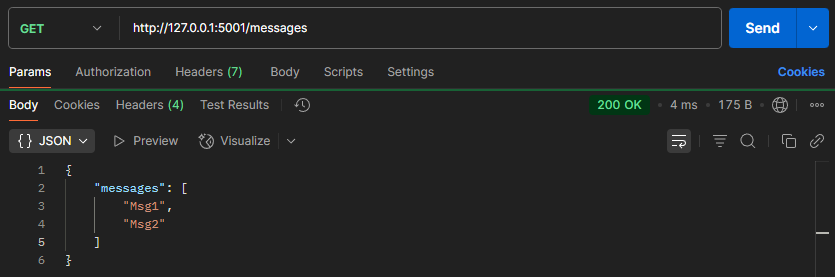 GET http://127.0.0.1:5001/messages Send
Params Authorization Headers (7) Body Scripts Settings Cookies
Body Cookies Headers (4) Test Results 200 OK • 4 ms • 175 B •
{} JSON Preview Visualize
1 {
2 "messages": [
3 "Msg1",
4 "Msg2"
5 ]
6 }